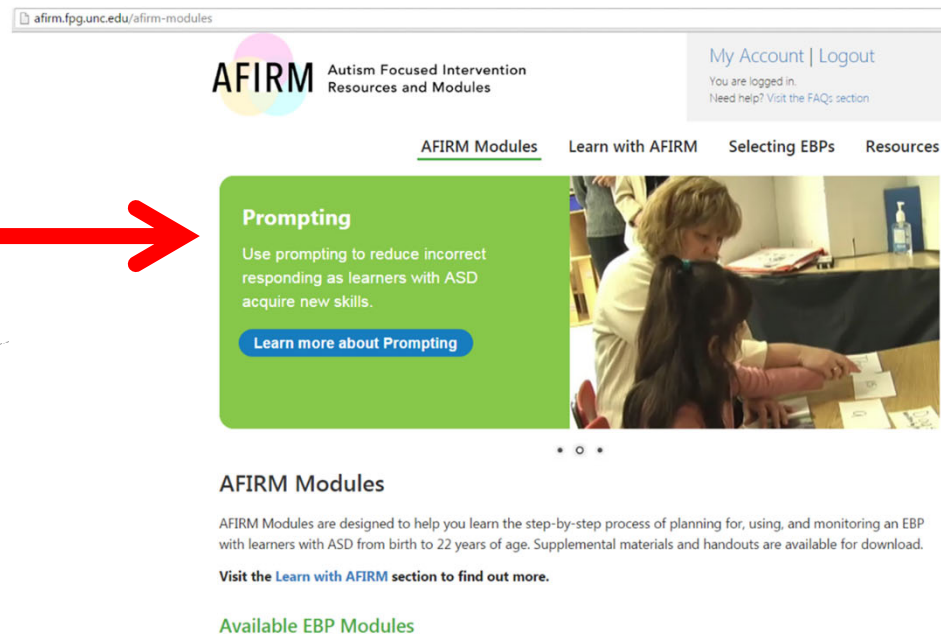 afirm.fpg.unc.edu/afirm-modules
AFIRM
Autism Focused Intervention
Resources and Modules
My Account | Logout
You are logged in.
Need help? Visit the FAQs section
AFIRM Modules Learn with AFIRM Selecting EBPs Resources
Prompting
Use prompting to reduce incorrect
responding as learners with ASD
acquire new skills.
Learn more about Prompting
AFIRM Modules
AFIRM Modules are designed to help you learn the step-by-step process of planning for, using, and monitoring an EBP
with learners with ASD from birth to 22 years of age. Supplemental materials and handouts are available for download.
Visit the Learn with AFIRM section to find out more.
Available EBP Modules